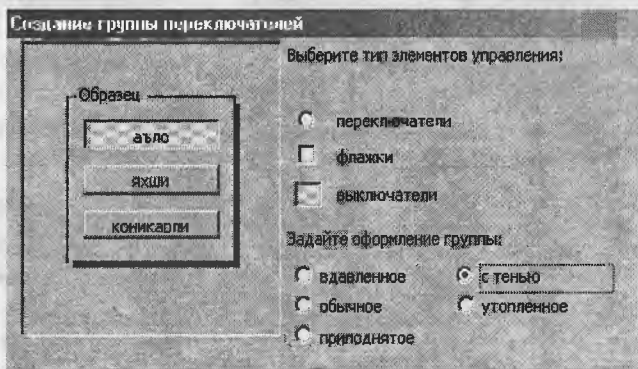 Создание группы переключателей
Выберите тип элементов управления:
Образец
аъло
яхши
коникарли
переключатели
флажки
выключатели
Задайте оформление группы:
вдавленное
с тенью
обычное
утопленное
приподнятое